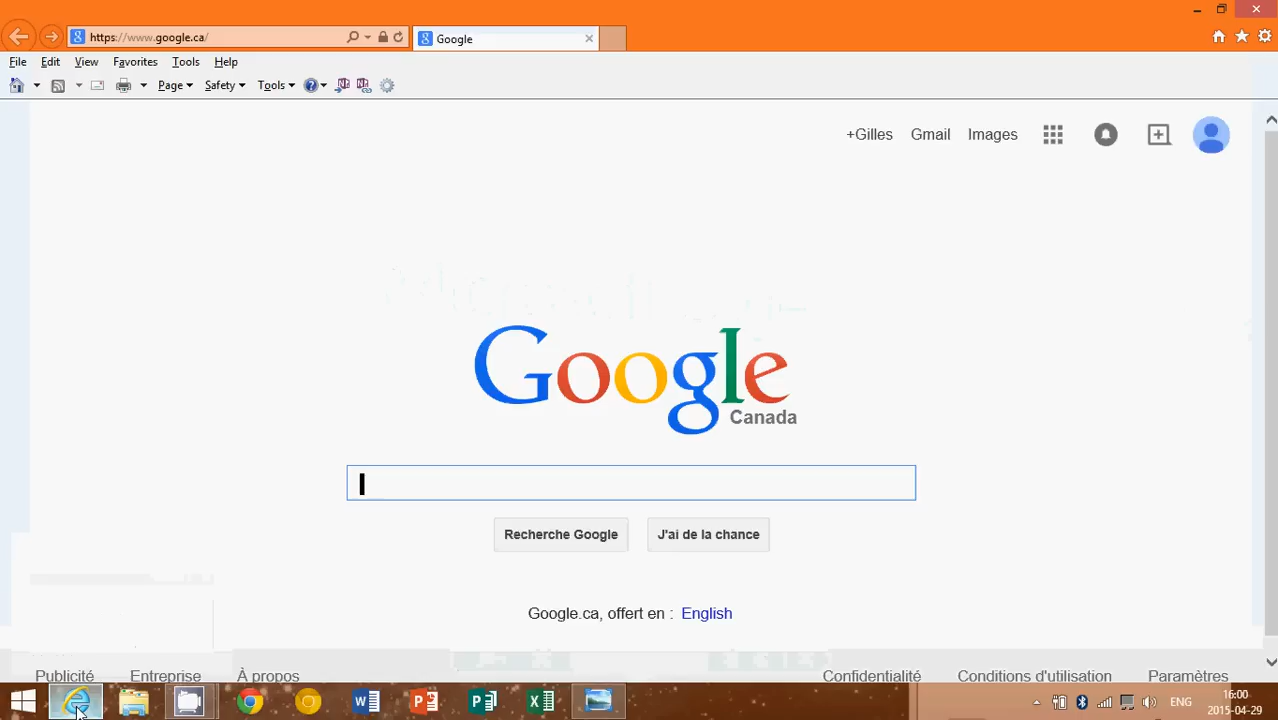 https://www.google.ca/
Google
File Edit View Favorites Tools Help
Page Safety Tools
+Gilles Gmail Images
Google
Canada
Recherche Google J'ai de la chance
Google.ca, offert en : English
Publicité Entreprise À propos Confidentialité Conditions d'utilisation Paramètres
ENG
16:00
2015-04-29